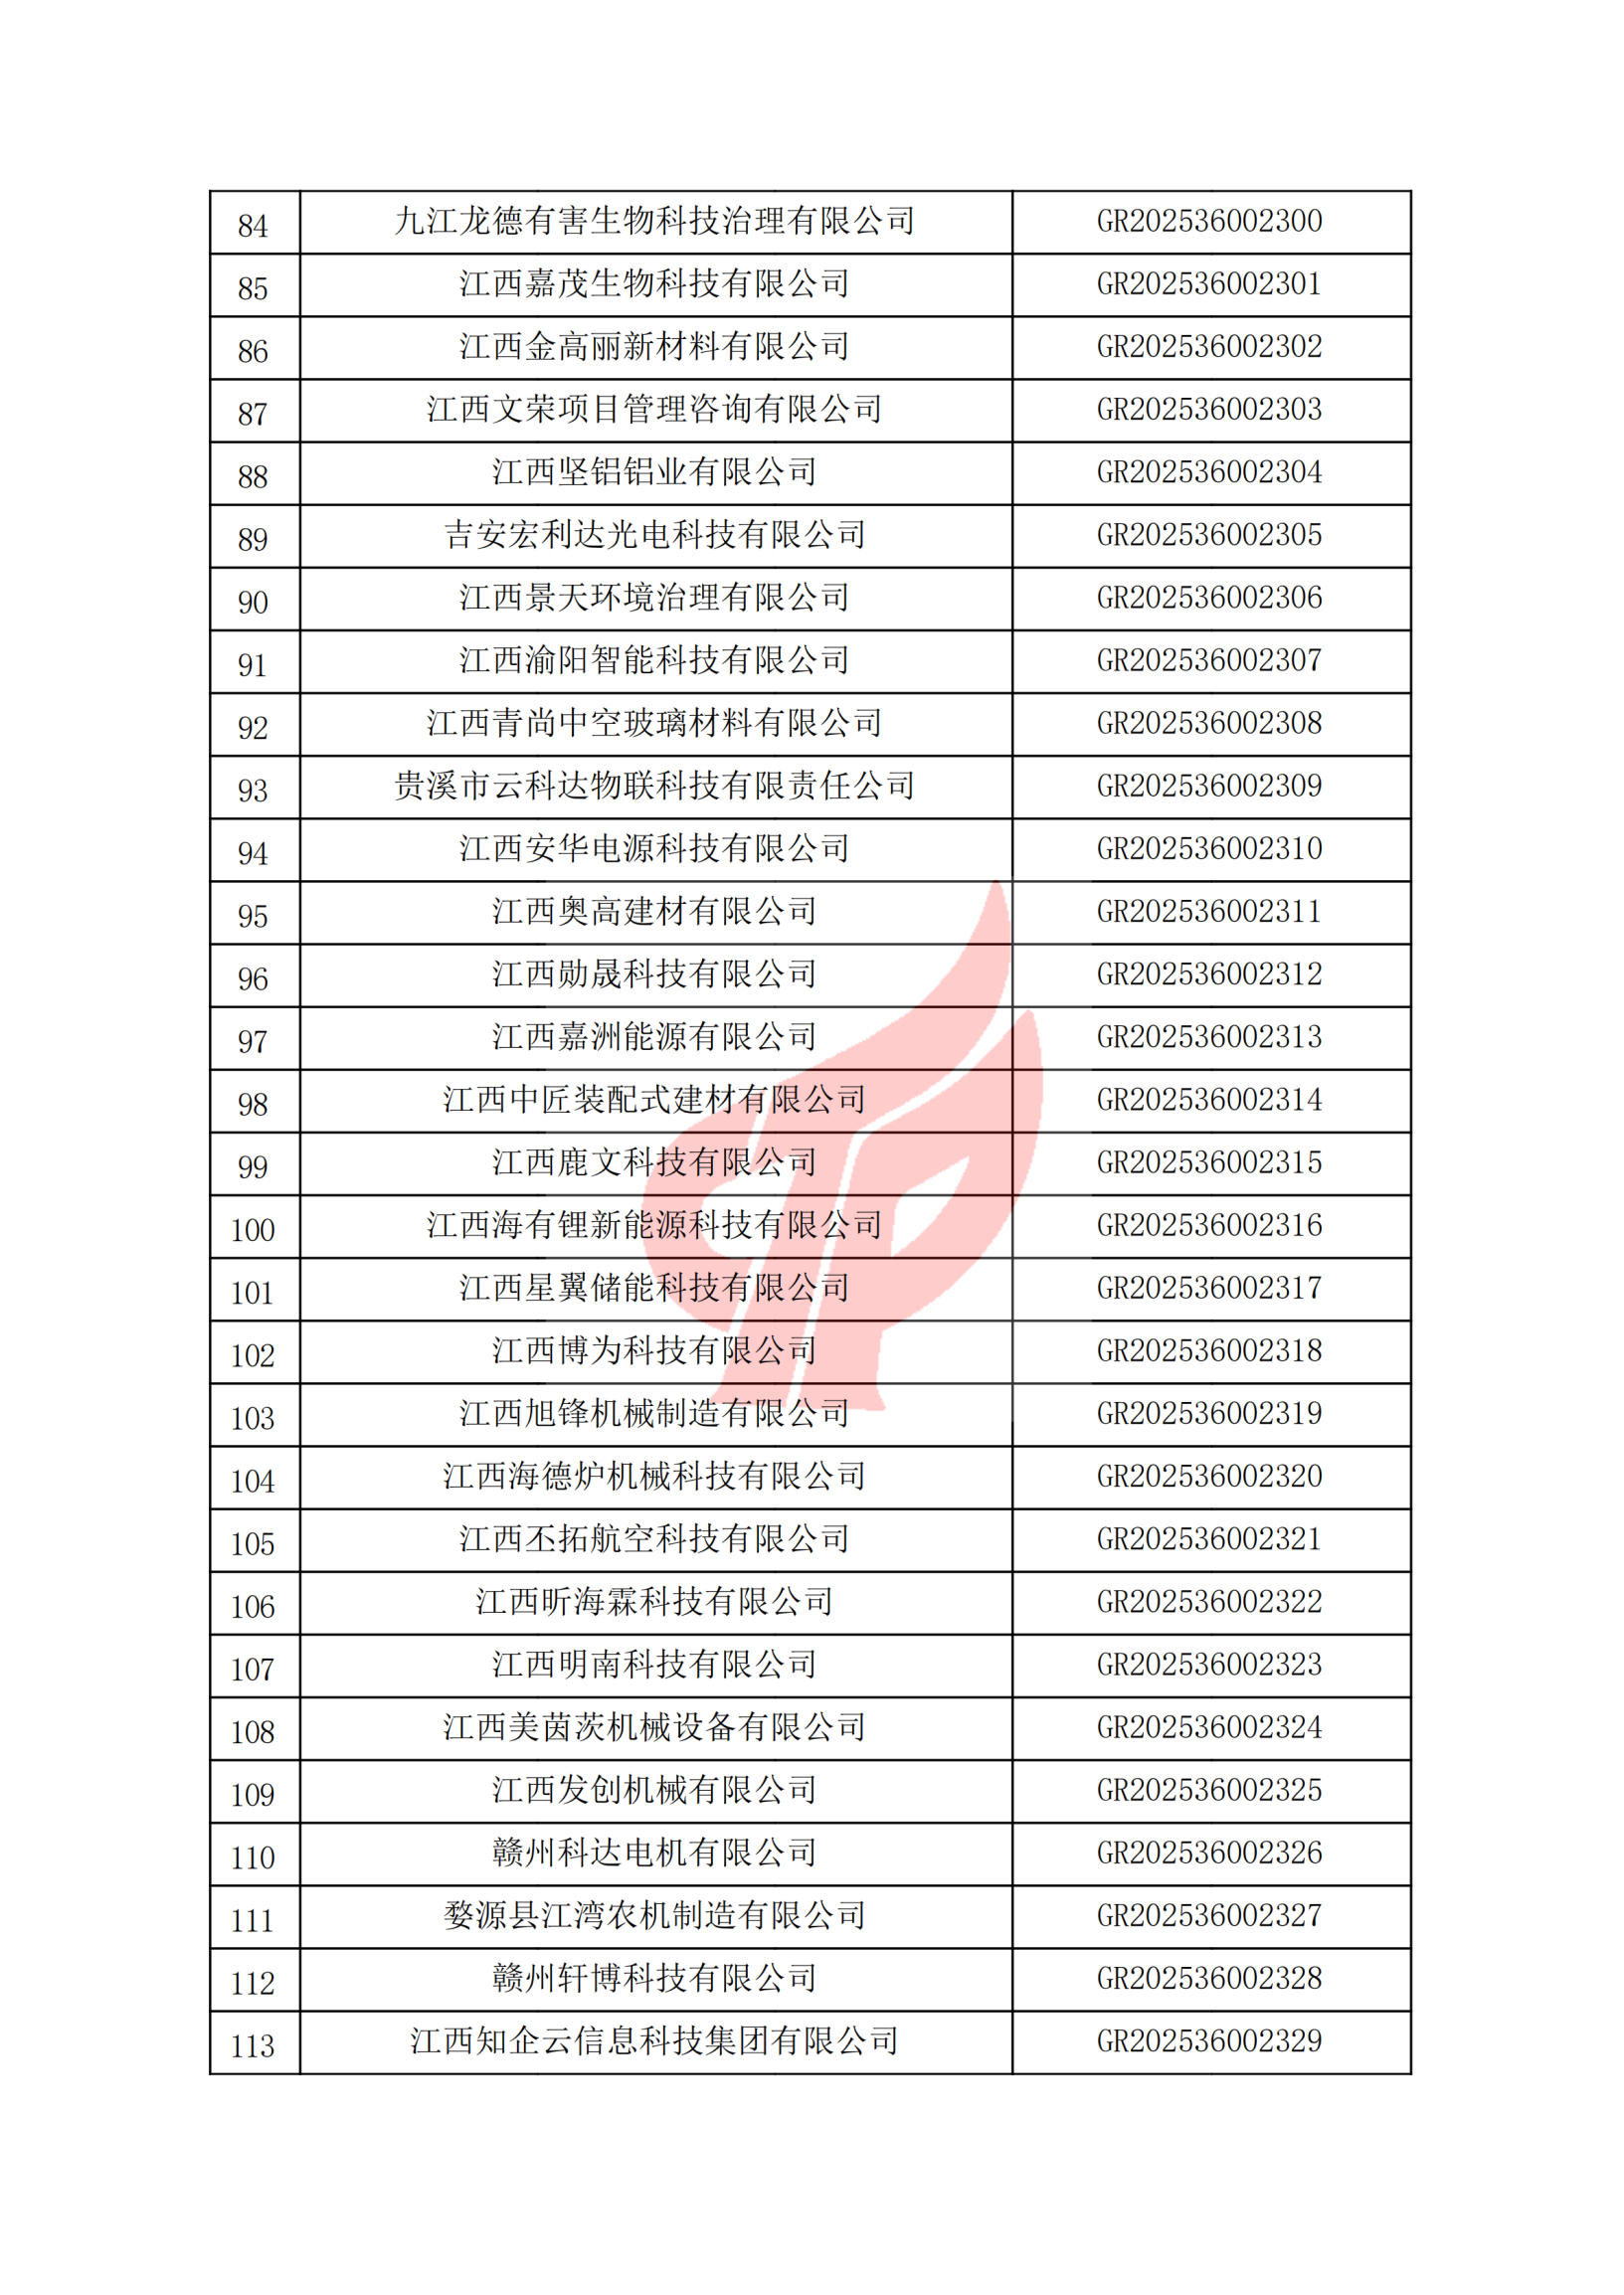 84 九江龙德有害生物科技治理有限公司 GR202536002300
85 江西嘉茂生物科技有限公司 GR202536002301
86 江西金高丽新材料有限公司 GR202536002302
87 江西文荣项目管理咨询有限公司 GR202536002303
88 江西坚铝铝业有限公司 GR202536002304
89 吉安宏利达光电科技有限公司 GR202536002305
90 江西景天环境治理有限公司 GR202536002306
91 江西渝阳智能科技有限公司 GR202536002307
92 江西青尚中空玻璃材料有限公司 GR202536002308
93 贵溪市云科达物联科技有限责任公司 GR202536002309
94 江西安华电源科技有限公司 GR202536002310
95 江西奥高建材有限公司 GR202536002311
96 江西勋晟科技有限公司 GR202536002312
97 江西嘉洲能源有限公司 GR202536002313
98 江西中匠装配式建材有限公司 GR202536002314
99 江西鹿文科技有限公司 GR202536002315
100 江西海有锂新能源科技有限公司 GR202536002316
101 江西星翼储能科技有限公司 GR202536002317
102 江西博为科技有限公司 GR202536002318
103 江西旭锋机械制造有限公司 GR202536002319
104 江西海德炉机械科技有限公司 GR202536002320
105 江西丕拓航空科技有限公司 GR202536002321
106 江西昕海霖科技有限公司 GR202536002322
107 江西明南科技有限公司 GR202536002323
108 江西美茵茨机械设备有限公司 GR202536002324
109 江西发创机械有限公司 GR202536002325
110 赣州科达电机有限公司 GR202536002326
111 婺源县江湾农机制造有限公司 GR202536002327
112 赣州轩博科技有限公司 GR202536002328
113 江西知企云信息科技集团有限公司 GR202536002329